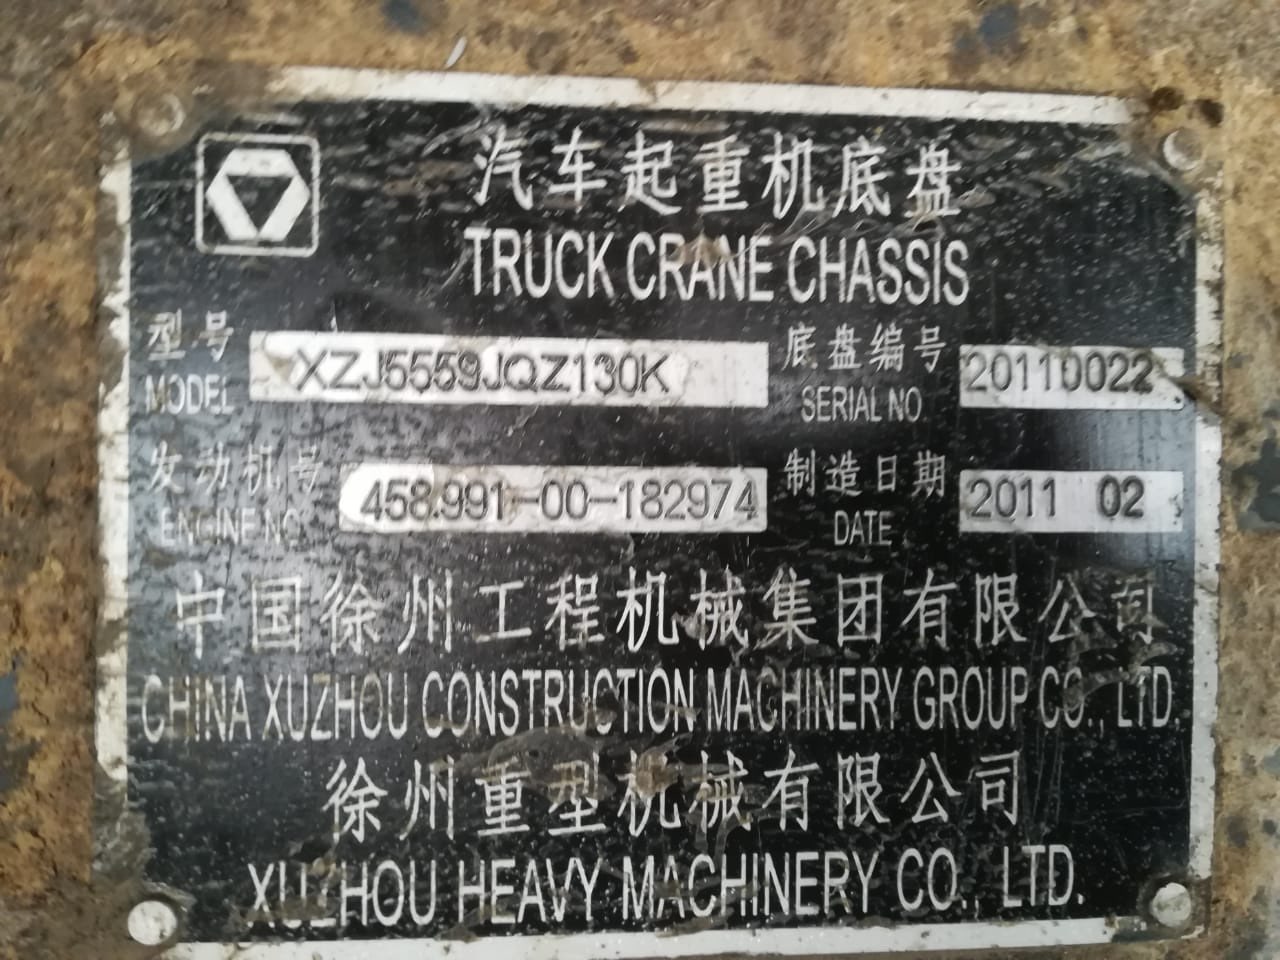 汽车起重机底盘
TRUCK CRANE CHASSIS
型号 XZJ5559JQZ130K 底盘编号 20110022
MODEL SERIAL NO.
发动机号 458.991-00-182974 制造日期 2011 02
ENGINE NO. DATE
中国徐州工程机械集团有限公司
CHINA XUZHOU CONSTRUCTION MACHINERY GROUP CO., LTD.
徐州重型机械有限公司
XUZHOU HEAVY MACHINERY CO., LTD.